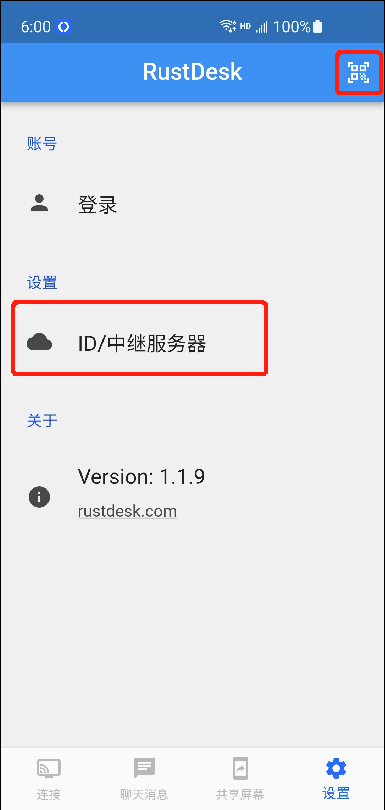 6:00 HD 100%
RustDesk
账号
登录
设置
ID/中继服务器
关于
Version: 1.1.9
rustdesk.com
连接 聊天消息 共享屏幕 设置